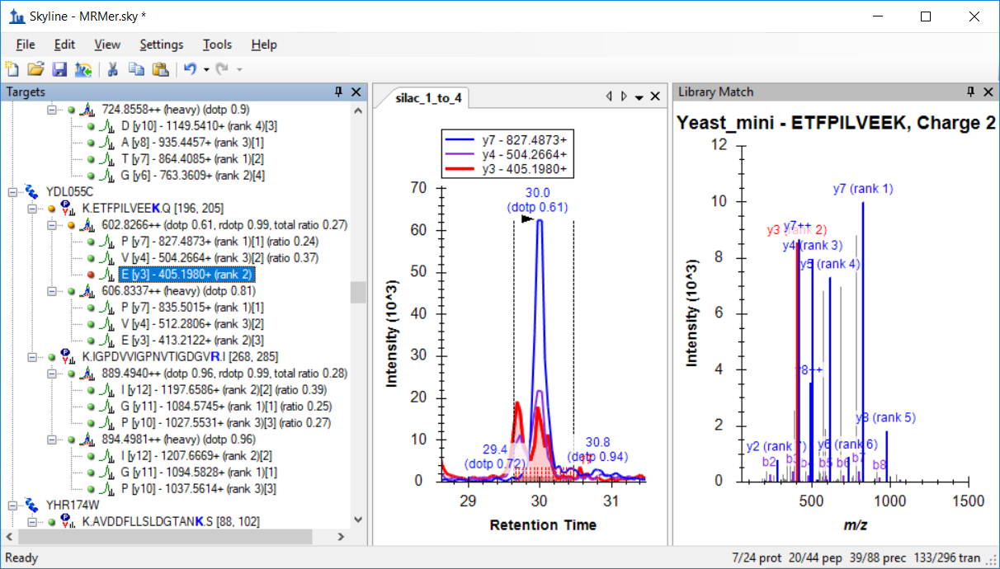 Skyline - MRMer.sky *
File Edit View Settings Tools Help
Targets
724.8558++ (heavy) (dotp 0.9)
D [y10] - 1149.5410+ (rank 4)[3]
A [y8] - 935.4457+ (rank 3)[1]
T [y7] - 864.4085+ (rank 1)[2]
G [y6] - 763.3609+ (rank 2)[4]
YDL055C
K.ETFPILVEEK.Q [196, 205]
602.8266++ (dotp 0.61, rdotp 0.99, total ratio 0.27)
P [y7] - 827.4873+ (rank 1)[1] (ratio 0.24)
V [y4] - 504.2664+ (rank 3)[2] (ratio 0.37)
E [y3] - 405.1980+ (rank 2)
606.8337++ (heavy) (dotp 0.81)
P [y7] - 835.5015+ (rank 1)[1]
V [y4] - 512.2806+ (rank 3)[2]
E [y3] - 413.2122+ (rank 2)[3]
K.IGPDVVIGPNVTIGDGVR.I [268, 285]
889.4940++ (dotp 0.96, rdotp 0.99, total ratio 0.28)
I [y12] - 1197.6586+ (rank 2)[2] (ratio 0.39)
G [y11] - 1084.5745+ (rank 1)[1] (ratio 0.25)
P [y10] - 1027.5531+ (rank 3)[3] (ratio 0.27)
894.4981++ (heavy) (dotp 0.96)
I [y12] - 1207.6669+ (rank 2)[2]
G [y11] - 1094.5828+ (rank 1)[1]
P [y10] - 1037.5614+ (rank 3)[3]
YHR174W
K.AVDDFLLSLDGTANK.S [88, 102]
silac_1_to_4
y7 - 827.4873+
y4 - 504.2664+
y3 - 405.1980+
70
60
50
40
30
20
10
0
Intensity (10^3)
30.0
(dotp 0.61)
29.4
(dotp 0.72)
30.8
(dotp 0.94)
29 30 31
Retention Time
Library Match
Yeast_mini - ETFPILVEEK, Charge 2
12
10
8
6
4
2
0
Intensity (10^3)
y7 (rank 1)
y7++
y3 (rank 2)
y4 (rank 3)
y5 (rank 4)
y8++
y8 (rank 5)
y6 (rank 6)
y2 (rank 7)
b2 b3 b4 b5 b6 b7 b8
500 1000 1500
m/z
Ready
7/24 prot 20/44 pep 39/88 prec 133/296 tran